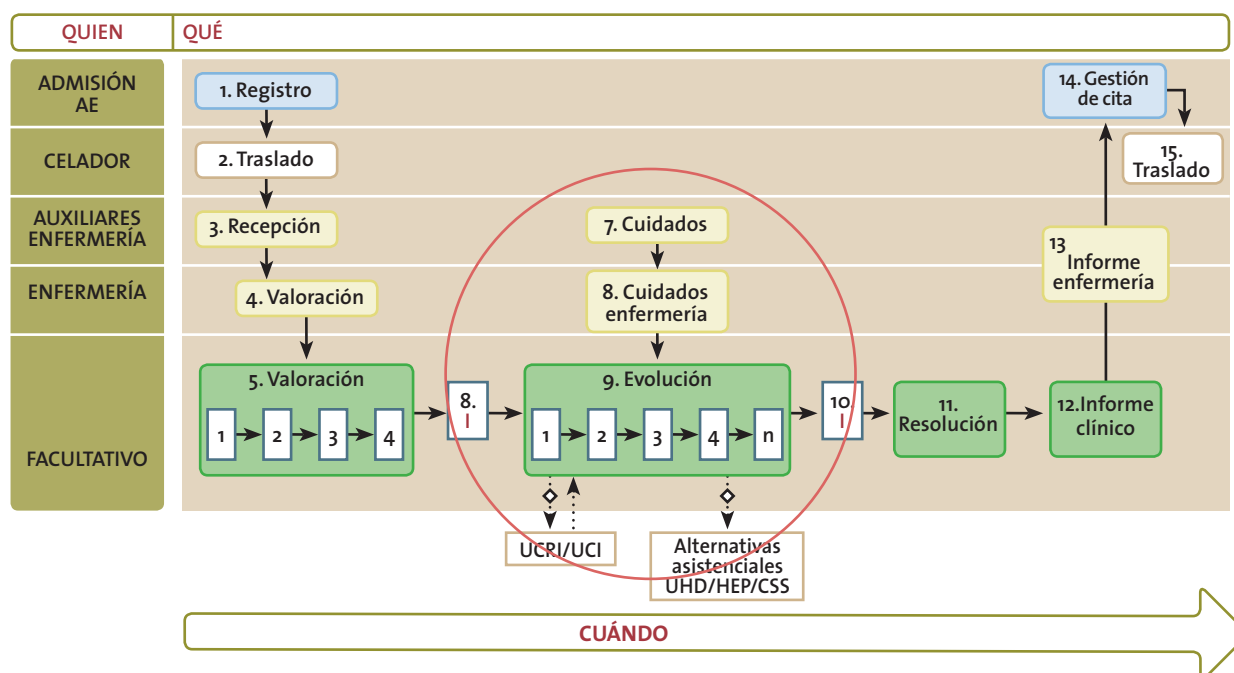 QUIEN
QUÉ
ADMISIÓN
AE
1. Registro
14. Gestión
de cita
CELADOR
2. Traslado
15.
Traslado
AUXILIARES
ENFERMERÍA
3. Recepción
7. Cuidados
13
Informe
enfermería
ENFERMERÍA
4. Valoración
8. Cuidados
enfermería
FACULTATIVO
5. Valoración
1
2
3
4
8.
I
9. Evolución
1
2
3
4
n
10
I
11.
Resolución
12.Informe
clínico
UCRI/UCI
Alternativas
asistenciales
UHD/HEP/CSS
CUÁNDO